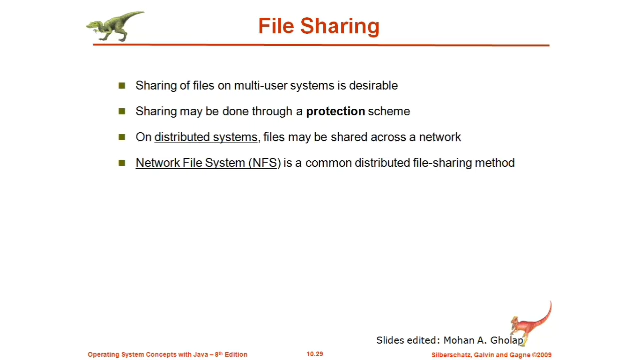 File Sharing
Sharing of files on multi-user systems is desirable
Sharing may be done through a protection scheme
On distributed systems, files may be shared across a network
Network File System (NFS) is a common distributed file-sharing method
Slides edited: Mohan A. Gholap
Operating System Concepts with Java – 8th Edition
10.29
Silberschatz, Galvin and Gagne ©2009